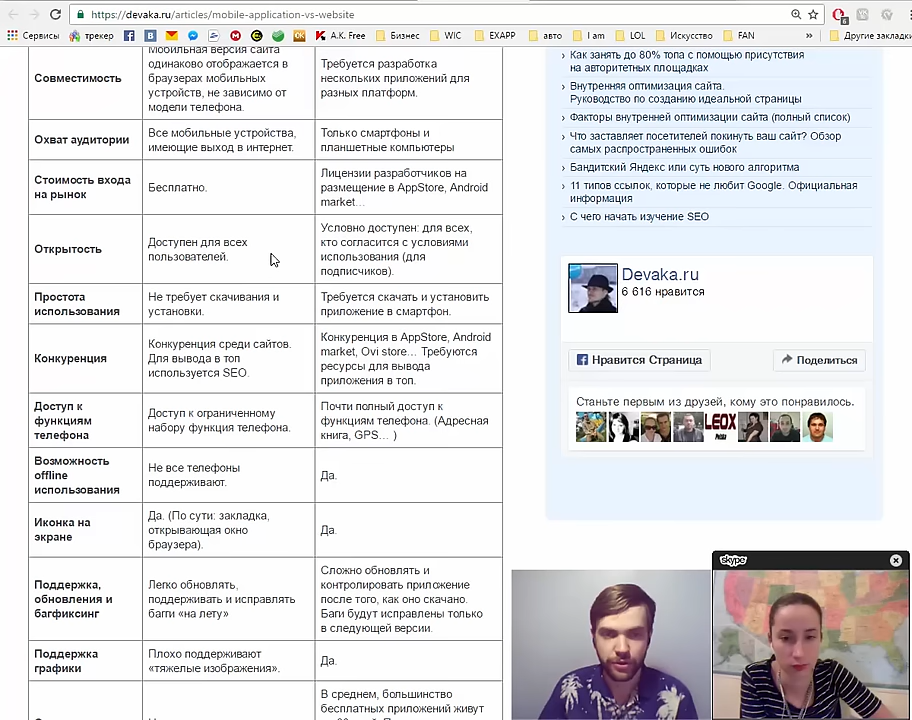 https://devaka.ru/articles/mobile-application-vs-website
6
Сервисы
трекер
A.K. Free
Бизнес
WIC
EXAPP
авто
I am
LOL
Искусство
FAN
»
Другие закладки
Совместимость
Мобильная версия сайта
одинаково отображается в
браузерах мобильных
устройств, не зависимо от
модели телефона.
Требуется разработка
нескольких приложений для
разных платформ.
Охват аудитории
Все мобильные устройства,
имеющие выход в интернет.
Только смартфоны и
планшетные компьютеры
Стоимость входа
на рынок
Бесплатно.
Лицензии разработчиков на
размещение в AppStore, Android
market…
Открытость
Доступен для всех
пользователей.
Условно доступен: для всех,
кто согласится с условиями
использования (для
подписчиков).
Простота
использования
Не требует скачивания и
установки.
Требуется скачать и установить
приложение в смартфон.
Конкуренция
Конкуренция среди сайтов.
Для вывода в топ
используется SEO.
Конкуренция в AppStore, Android
market, Ovi store… Требуются
ресурсы для вывода
приложения в топ.
Доступ к
функциям
телефона
Доступ к ограниченному
набору функция телефона.
Почти полный доступ к
функциям телефона. (Адресная
книга, GPS… )
Возможность
offline
использования
Не все телефоны
поддерживают.
Да.
Иконка на
экране
Да. (По сути: закладка,
открывающая окно
браузера).
Да.
Поддержка,
обновления и
багфиксинг
Легко обновлять,
поддерживать и исправлять
багги «на лету»
Сложно обновлять и
контролировать приложение
после того, как оно скачано.
Баги будут исправлены только
в следующей версии.
Поддержка
графики
Плохо поддерживают
«тяжелые изображения».
Да.
В среднем, большинство
бесплатных приложений живут
› Как занять до 80% топа с помощью присутствия
на авторитетных площадках
› Внутренняя оптимизация сайта.
Руководство по созданию идеальной страницы
› Факторы внутренней оптимизации сайта (полный список)
› Что заставляет посетителей покинуть ваш сайт? Обзор
самых распространенных ошибок
› Бандитский Яндекс или суть нового алгоритма
› 11 типов ссылок, которые не любит Google. Официальная
информация
› С чего начать изучение SEO
Devaka.ru
6 616 нравится
Нравится Страница
Поделиться
Станьте первым из друзей, кому это понравилось.
LEOX
skype